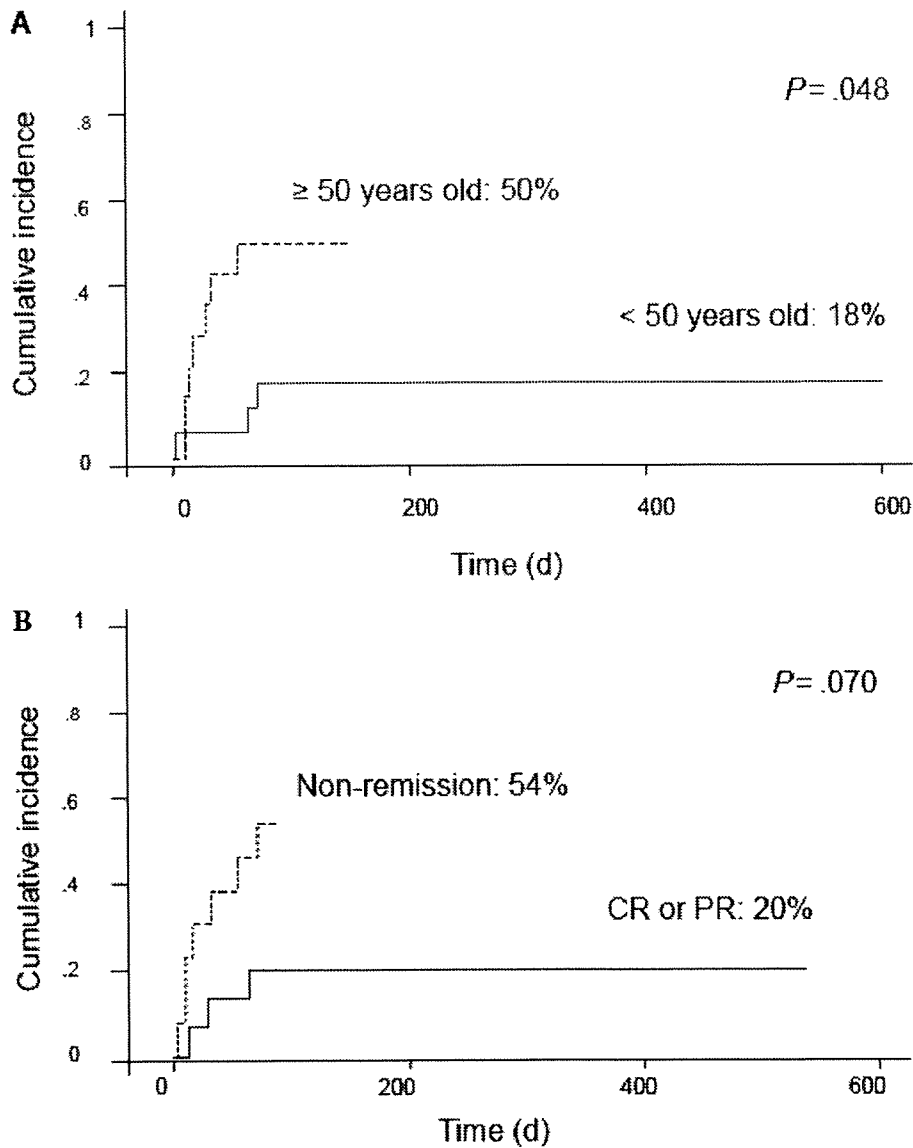 A
1
.8
.6
.4
.2
0
Cumulative incidence
P= .048
≥ 50 years old: 50%
< 50 years old: 18%
0 200 400 600
Time (d)
B
1
.8
.6
.4
.2
0
Cumulative incidence
P= .070
Non-remission: 54%
CR or PR: 20%
0 200 400 600
Time (d)